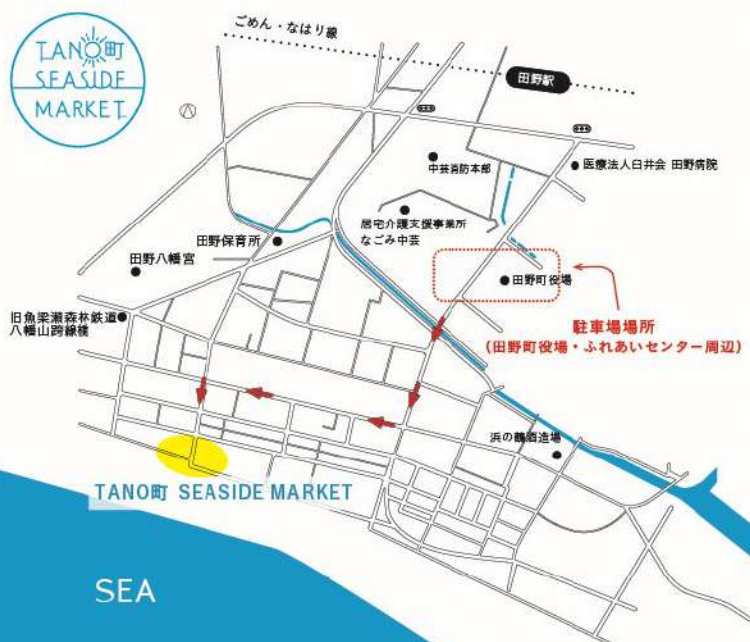 TANO町
SEASIDE
MARKET
ごめん・なはり線
田野駅
中芸消防本部
医療法人臼井会 田野病院
居宅介護支援事業所
なごみ中芸
田野保育所
田野八幡宮
田野町役場
旧魚梁瀬森林鉄道
八幡山跨線橋
駐車場場所
(田野町役場・ふれあいセンター周辺)
浜の鶴酒造場
TANO町 SEASIDE MARKET
SEA